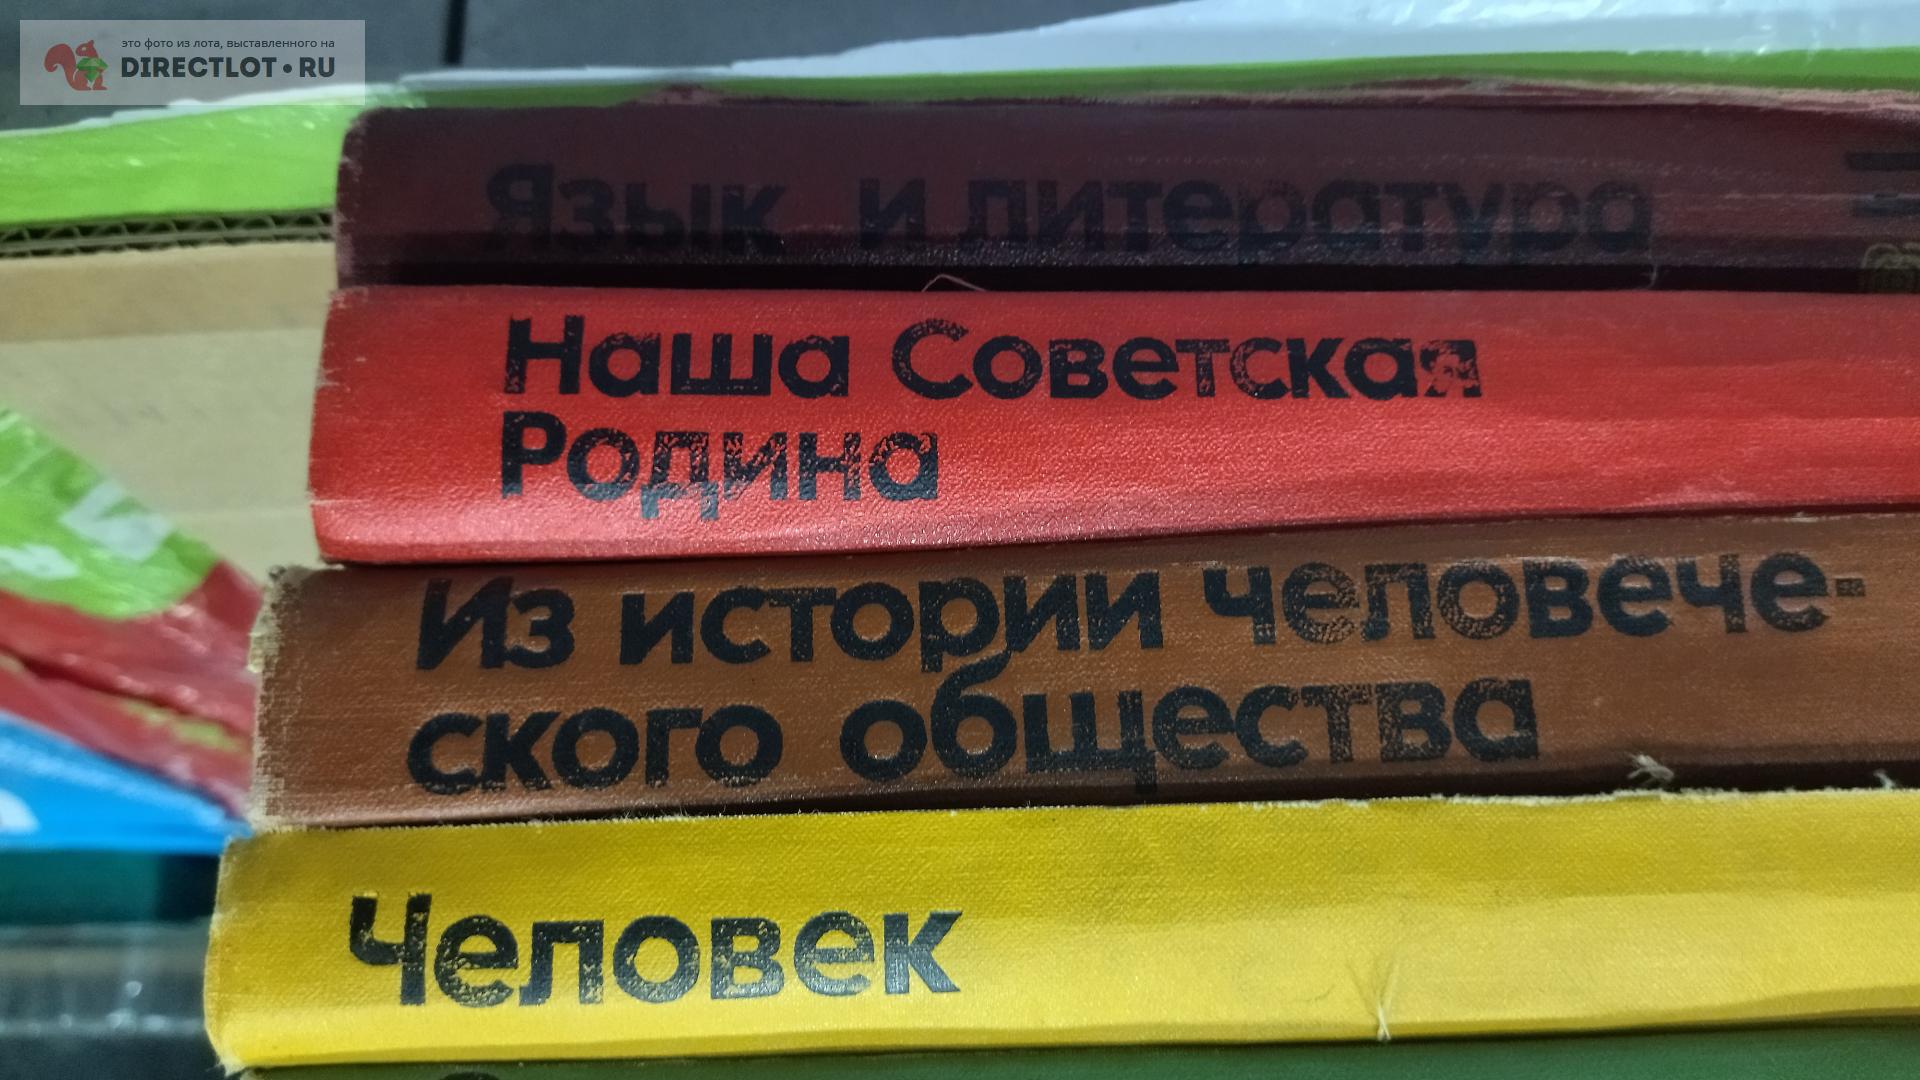 это фото из лота, выставленного на
DIRECTLOT•RU
Язык и литература
Наша Советская
Родина
Из истории человече-
ского общества
Человек